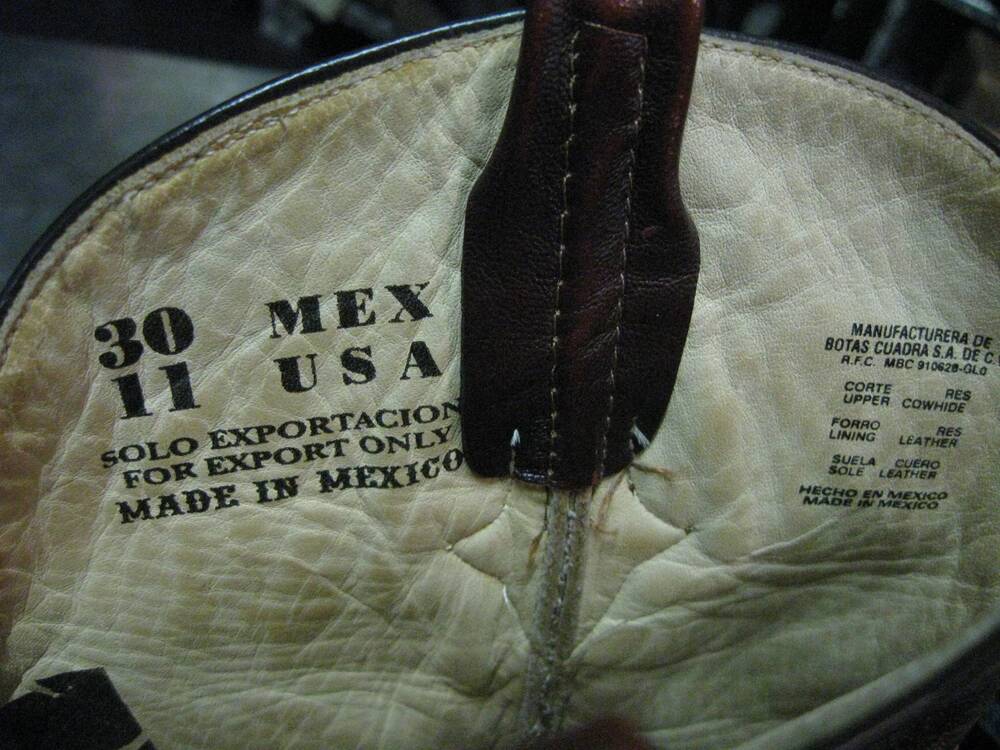 30 MEX
11 USA
SOLO EXPORTACION
FOR EXPORT ONLY
MADE IN MEXICO
MANUFACTURERA DE
BOTAS CUADRA S.A. DE C.
R.F.C. MBC 910628-GL0
CORTE RES
UPPER COWHIDE
FORRO RES
LINING LEATHER
SUELA CUERO
SOLE LEATHER
HECHO EN MEXICO
MADE IN MEXICO